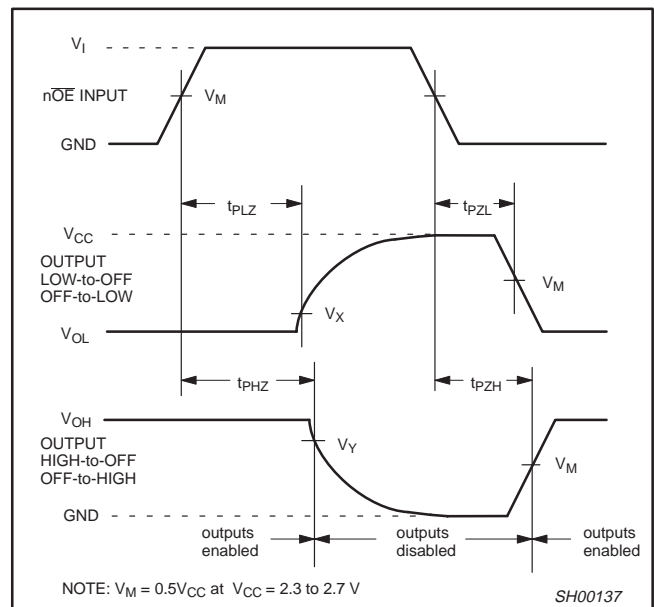 V_I
nOE INPUT
V_M
GND
t_PLZ
t_PZL
V_CC
OUTPUT
LOW-to-OFF
OFF-to-LOW
V_M
V_X
V_OL
t_PHZ
t_PZH
V_OH
OUTPUT
HIGH-to-OFF
OFF-to-HIGH
V_Y
V_M
GND
outputs
enabled
outputs
disabled
outputs
enabled
NOTE: V_M = 0.5V_CC at V_CC = 2.3 to 2.7 V
SH00137